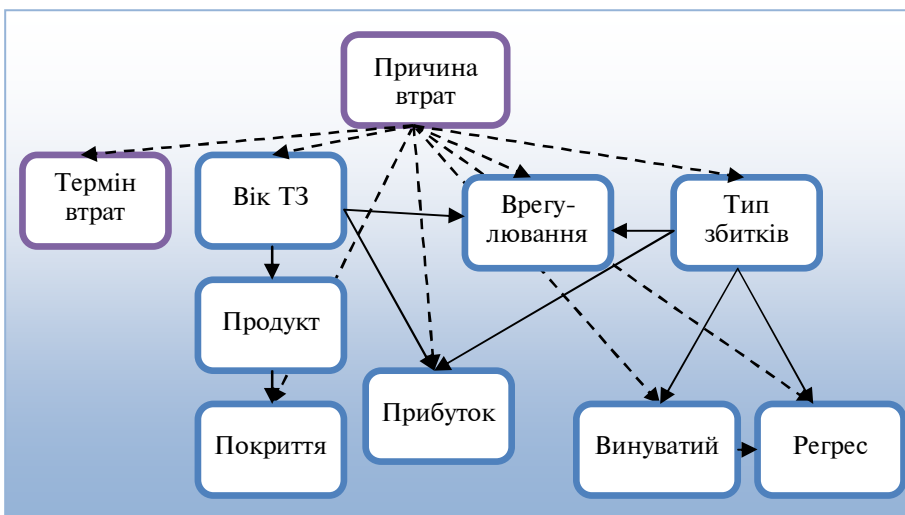 Причина
втрат
Термін
втрат
Вік ТЗ
Врегу-
лювання
Тип
збитків
Продукт
Покриття
Прибуток
Винуватий
Регрес